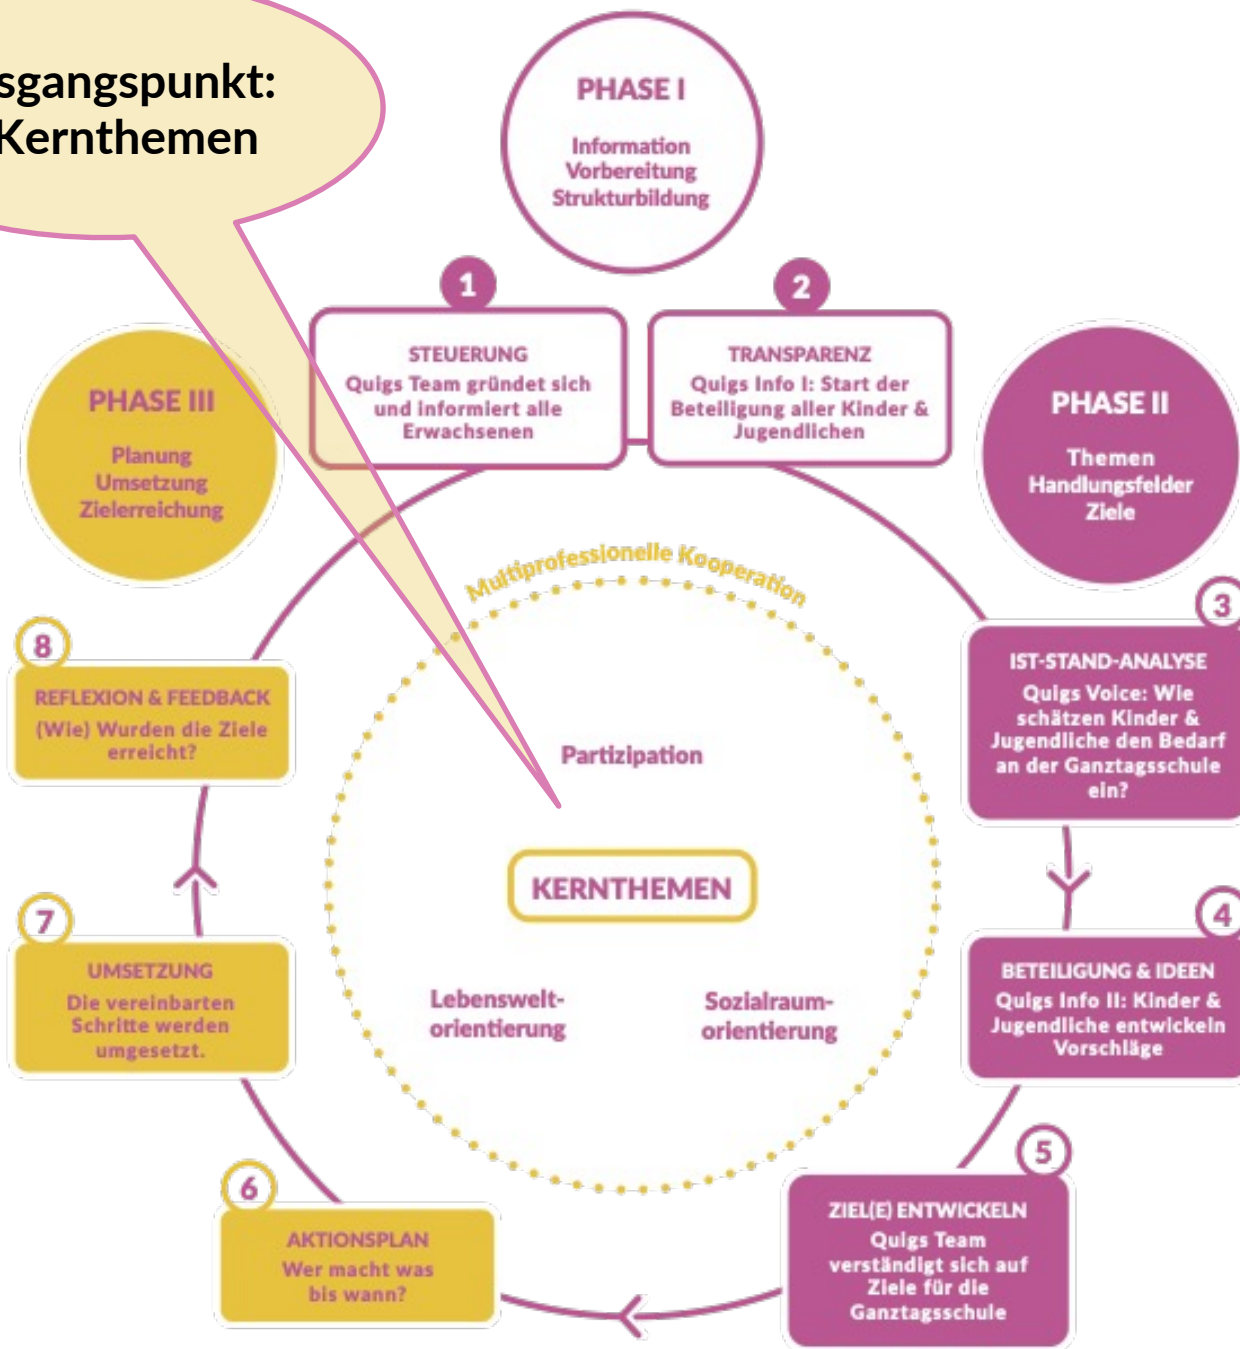 sgangspunkt:
Kernthemen
PHASE I
Information
Vorbereitung
Strukturbildung
1
STEUERUNG
Quigs Team gründet sich
und informiert alle
Erwachsenen
2
TRANSPARENZ
Quigs Info I: Start der
Beteiligung aller Kinder &
Jugendlichen
PHASE III
Planung
Umsetzung
Zielerreichung
PHASE II
Themen
Handlungsfelder
Ziele
Multiprofessionelle Kooperation
3
IST-STAND-ANALYSE
Quigs Voice: Wie
schätzen Kinder &
Jugendliche den Bedarf
an der Ganztagsschule
ein?
8
REFLEXION & FEEDBACK
(Wie) Wurden die Ziele
erreicht?
Partizipation
KERNTHEMEN
Lebenswelt-
orientierung
Sozialraum-
orientierung
4
BETEILIGUNG & IDEEN
Quigs Info II: Kinder &
Jugendliche entwickeln
Vorschläge
7
UMSETZUNG
Die vereinbarten
Schritte werden
umgesetzt.
5
ZIEL(E) ENTWICKELN
Quigs Team
verständigt sich auf
Ziele für die
Ganztagsschule
6
AKTIONSPLAN
Wer macht was
bis wann?